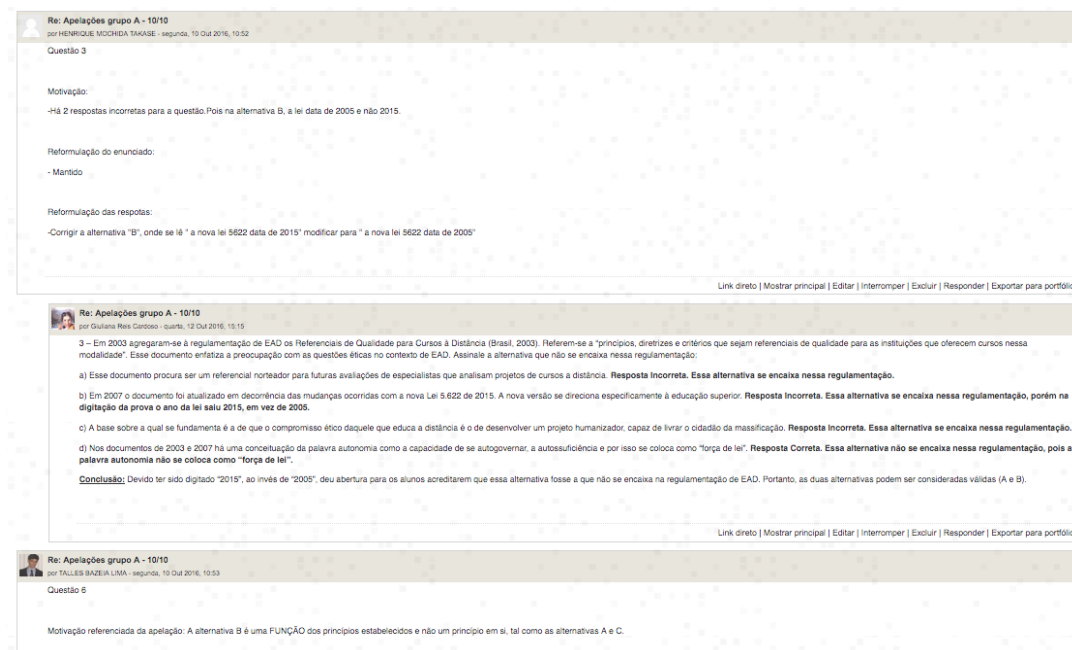 Re: Apelações grupo A - 10/10
por HENRIQUE MOCHIDA TAKASE - segunda, 10 Out 2016, 10:52
Questão 3
Motivação:
-Há 2 respostas incorretas para a questão.Pois na alternativa B, a lei data de 2005 e não 2015.
Reformulação do enunciado:
- Mantido
Reformulação das respotas:
-Corrigir a alternativa "B", onde se lê " a nova lei 5622 data de 2015" modificar para " a nova lei 5622 data de 2005"
Link direto | Mostrar principal | Editar | Interromper | Excluir | Responder | Exportar para portfólio
Re: Apelações grupo A - 10/10
por Giuliana Reis Cardoso - quarta, 12 Out 2016, 15:15
3 – Em 2003 agregaram-se à regulamentação de EAD os Referenciais de Qualidade para Cursos à Distância (Brasil, 2003). Referem-se a “princípios, diretrizes e critérios que sejam referenciais de qualidade para as instituições que oferecem cursos nessa
modalidade”. Esse documento enfatiza a preocupação com as questões éticas no contexto de EAD. Assinale a alternativa que não se encaixa nessa regulamentação:
a) Esse documento procura ser um referencial norteador para futuras avaliações de especialistas que analisam projetos de cursos a distância. Resposta Incorreta. Essa alternativa se encaixa nessa regulamentação.
b) Em 2007 o documento foi atualizado em decorrência das mudanças ocorridas com a nova Lei 5.622 de 2015. A nova versão se direciona especificamente à educação superior. Resposta Incorreta. Essa alternativa se encaixa nessa regulamentação, porém na
digitação da prova o ano da lei saiu 2015, em vez de 2005.
c) A base sobre a qual se fundamenta é a de que o compromisso ético daquele que educa a distância é o de desenvolver um projeto humanizador, capaz de livrar o cidadão da massificação. Resposta Incorreta. Essa alternativa se encaixa nessa regulamentação.
d) Nos documentos de 2003 e 2007 há uma conceituação da palavra autonomia como a capacidade de se autogovernar, a autossuficiência e por isso se coloca como “força de lei”. Resposta Correta. Essa alternativa não se encaixa nessa regulamentação, pois a
palavra autonomia não se coloca como “força de lei”.
Conclusão: Devido ter sido digitado “2015”, ao invés de “2005”, deu abertura para os alunos acreditarem que essa alternativa fosse a que não se encaixa na regulamentação de EAD. Portanto, as duas alternativas podem ser consideradas válidas (A e B).
Link direto | Mostrar principal | Editar | Interromper | Excluir | Responder | Exportar para portfólio
Re: Apelações grupo A - 10/10
por TALLES BAZEIA LIMA - segunda, 10 Out 2016, 10:53
Questão 6
Motivação referenciada da apelação: A alternativa B é uma FUNÇÃO dos princípios estabelecidos e não um princípio em si, tal como as alternativas A e C.